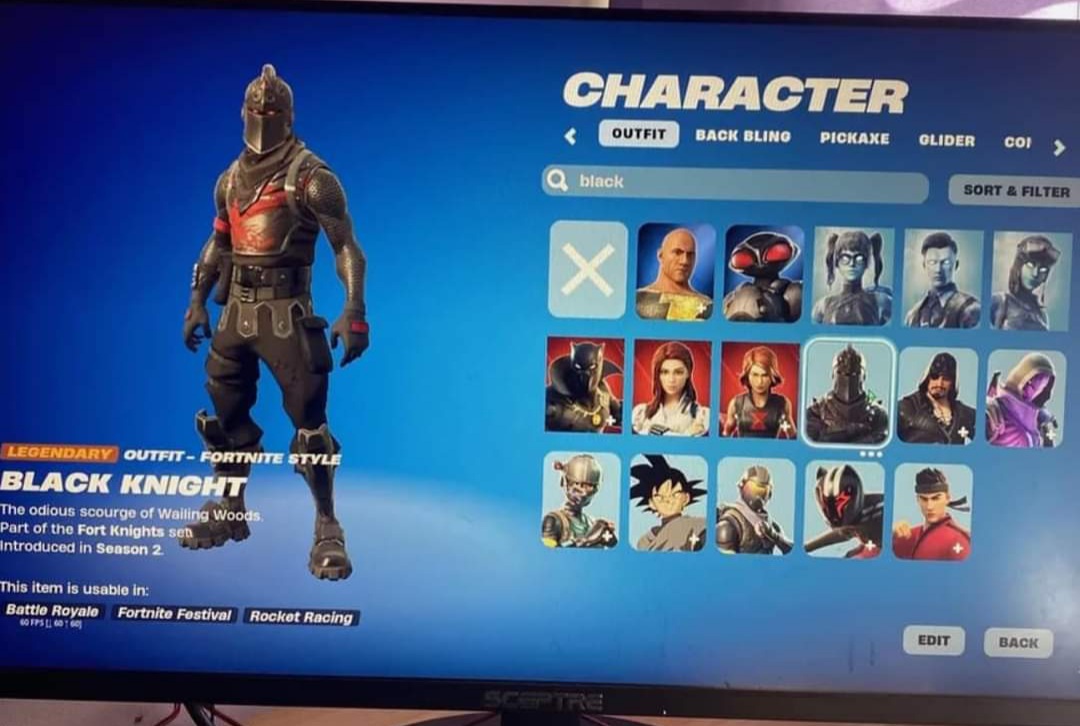 CHARACTER
OUTFIT BACK BLING PICKAXE GLIDER
black
SORT & FILTER
LEGENDARY OUTFIT - FORTNITE STYLE
BLACK KNIGHT
The odious scourge of Wailing Woods.
Part of the Fort Knights set.
Introduced in Season 2.
This item is usable in:
Battle Royale Fortnite Festival Rocket Racing
60 FPS [
EDIT BACK
SCEPTRE